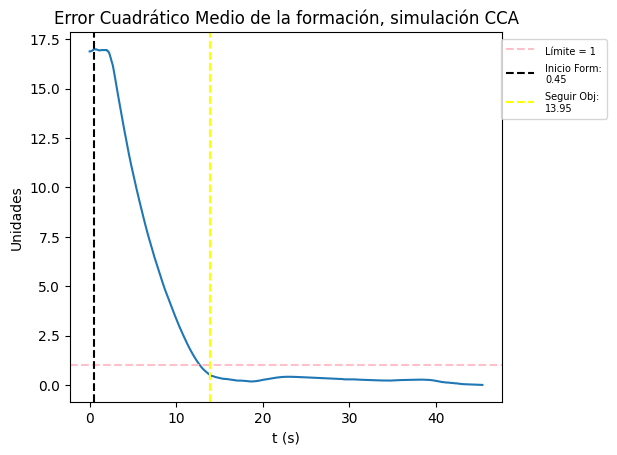 Error Cuadrático Medio de la formación, simulación CCA
17.5
15.0
12.5
10.0
7.5
5.0
2.5
0.0
Unidades
0
10
20
30
40
t (s)
Límite = 1
Inicio Form:
0.45
Seguir Obj:
13.95